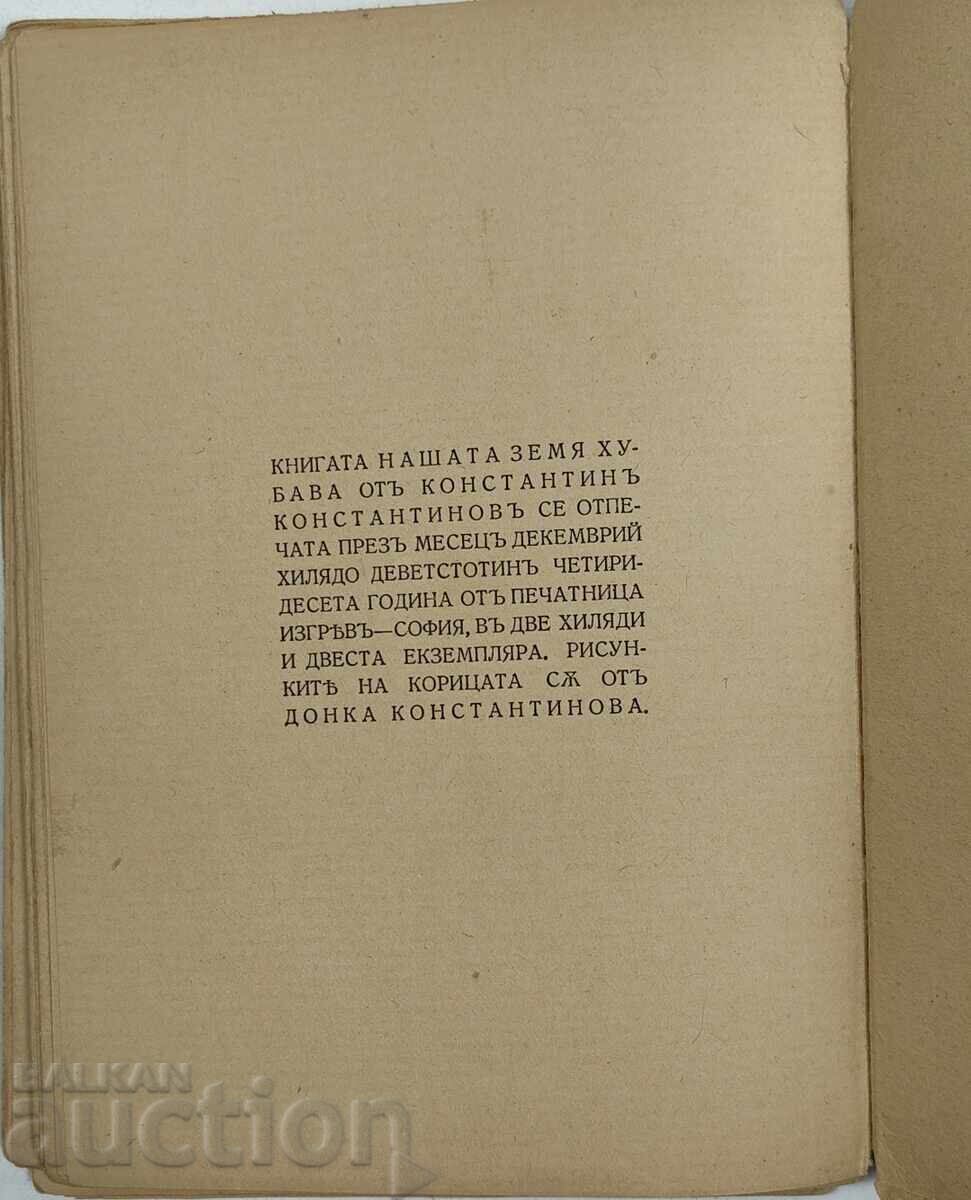 КНИГАТА НАШАТА ЗЕМЯ ХУ-
БАВА ОТЪ КОНСТАНТИНЪ
КОНСТАНТИНОВЪ СЕ ОТПЕ-
ЧАТА ПРЕЗЪ МЕСЕЦЪ ДЕКЕМВРИЙ
ХИЛЯДО ДЕВЕТСТОТИНЪ ЧЕТИРИ-
ДЕСЕТА ГОДИНА ОТЪ ПЕЧАТНИЦА
ИЗГРѢВЪ—СОФИЯ, ВЪ ДВЕ ХИЛЯДИ
И ДВЕСТА ЕКЗЕМПЛЯРА. РИСУН-
КИТѢ НА КОРИЦАТА СѪ ОТЪ
ДОНКА КОНСТАНТИНОВА.
BALKAN
auction